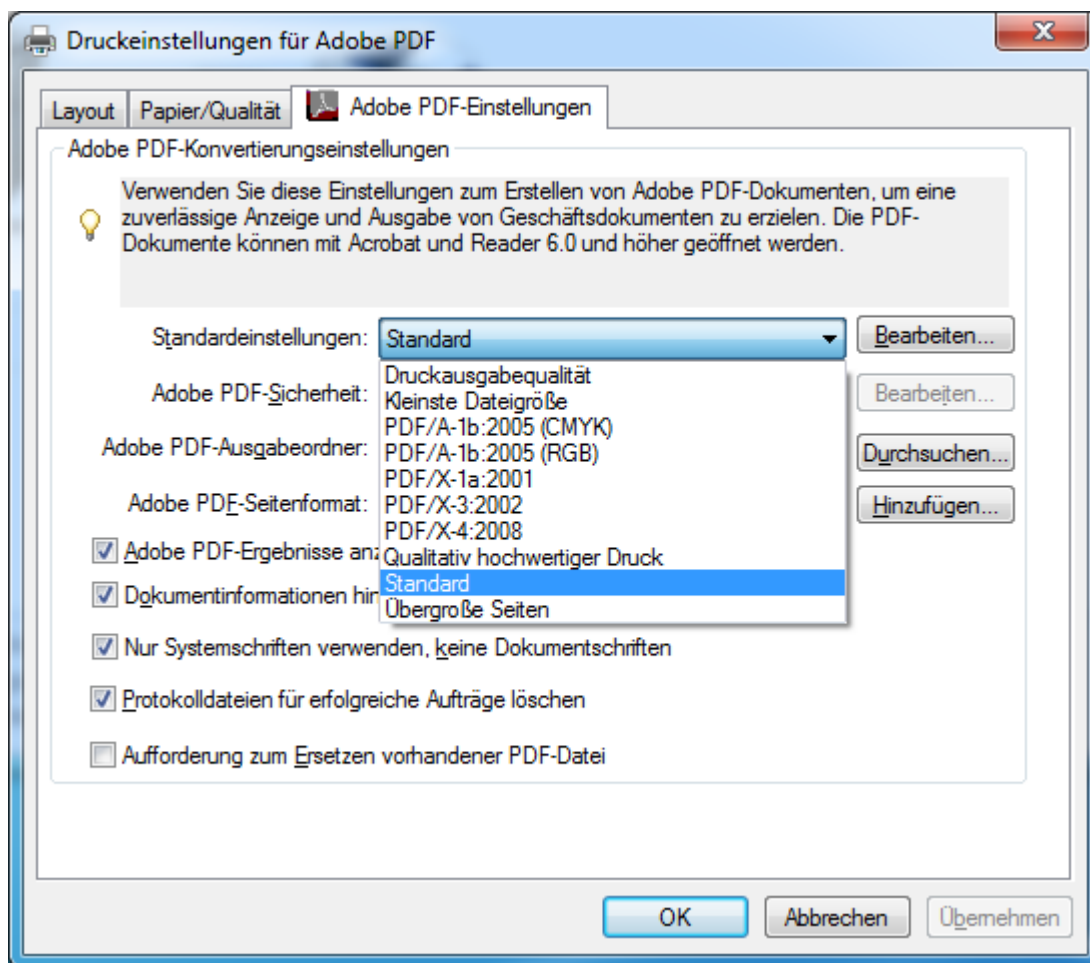 Druckeinstellungen für Adobe PDF
Layout Papier/Qualität Adobe PDF-Einstellungen
Adobe PDF-Konvertierungseinstellungen
Verwenden Sie diese Einstellungen zum Erstellen von Adobe PDF-Dokumenten, um eine
zuverlässige Anzeige und Ausgabe von Geschäftsdokumenten zu erzielen. Die PDF-
Dokumente können mit Acrobat und Reader 6.0 und höher geöffnet werden.
Standardeinstellungen: Standard Bearbeiten...
Druckausgabequalität
Adobe PDF-Sicherheit: Bearbeiten...
Kleinste Dateigröße
PDF/A-1b:2005 (CMYK)
Adobe PDF-Ausgabeordner: PDF/A-1b:2005 (RGB) Durchsuchen...
PDF/X-1a:2001
Adobe PDF-Seitenformat: PDF/X-3:2002 Hinzufügen...
PDF/X-4:2008
Adobe PDF-Ergebnisse anz
Qualitativ hochwertiger Druck
Standard
Dokumentinformationen hin
Übergroße Seiten
Nur Systemschriften verwenden, keine Dokumentschriften
Protokolldateien für erfolgreiche Aufträge löschen
Aufforderung zum Ersetzen vorhandener PDF-Datei
OK Abbrechen Übernehmen